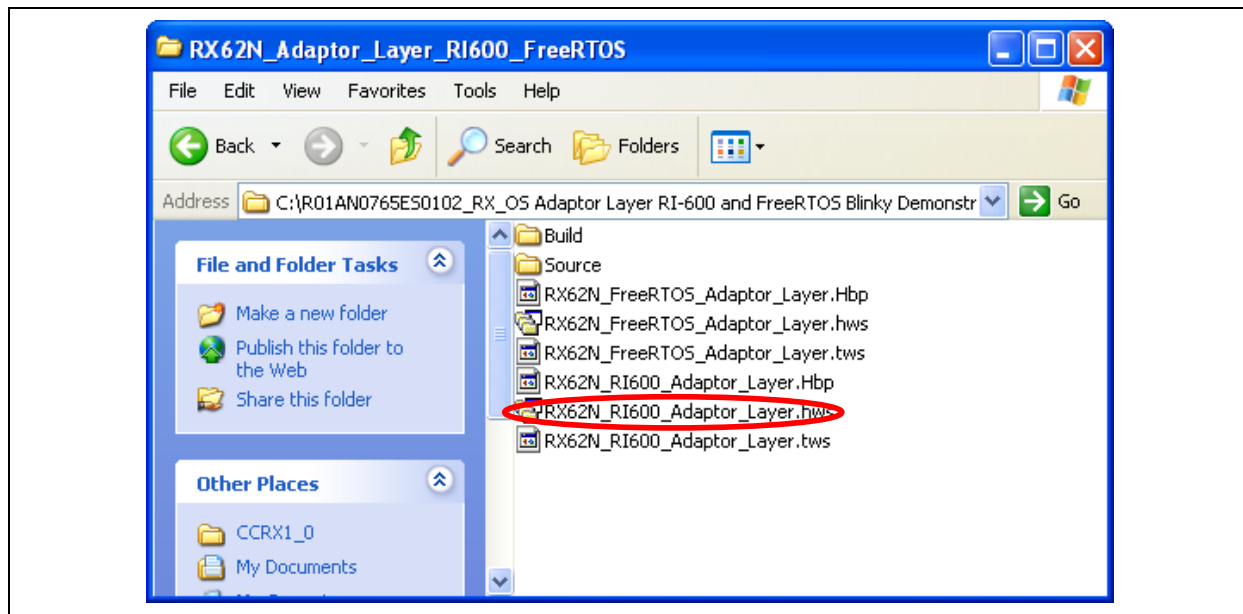 RX62N_Adaptor_Layer_RI600_FreeRTOS
File Edit View Favorites Tools Help
Back Search Folders
Address C:\R01AN0765ES0102_RX_OS Adaptor Layer RI-600 and FreeRTOS Blinky Demonstr Go
File and Folder Tasks
Make a new folder
Publish this folder to
the Web
Share this folder
Other Places
CCRX1_0
My Documents
Build
Source
RX62N_FreeRTOS_Adaptor_Layer.Hbp
RX62N_FreeRTOS_Adaptor_Layer.hws
RX62N_FreeRTOS_Adaptor_Layer.tws
RX62N_RI600_Adaptor_Layer.Hbp
RX62N_RI600_Adaptor_Layer.hws
RX62N_RI600_Adaptor_Layer.tws